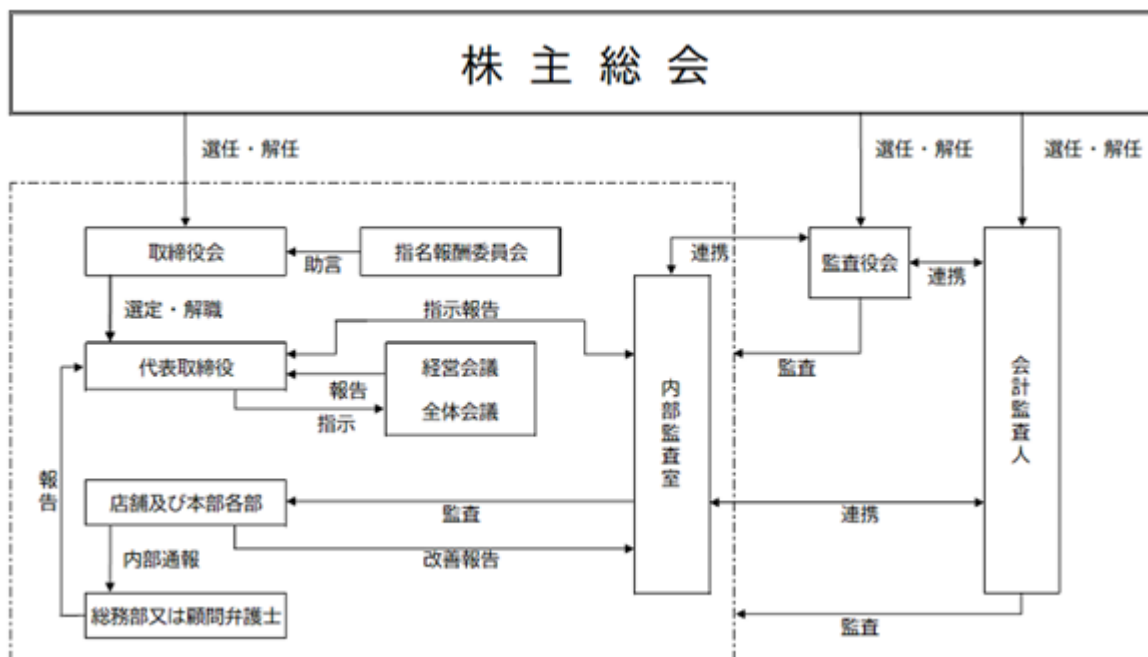 株主総会
選任・解任
選任・解任
選任・解任
取締役会
指名報酬委員会
助言
連携
監査役会
連携
選定・解職
指示報告
代表取締役
経営会議
全体会議
報告
指示
監査
内部監査室
会計監査人
報告
店舗及び本部各部
監査
連携
内部通報
改善報告
総務部又は顧問弁護士
監査